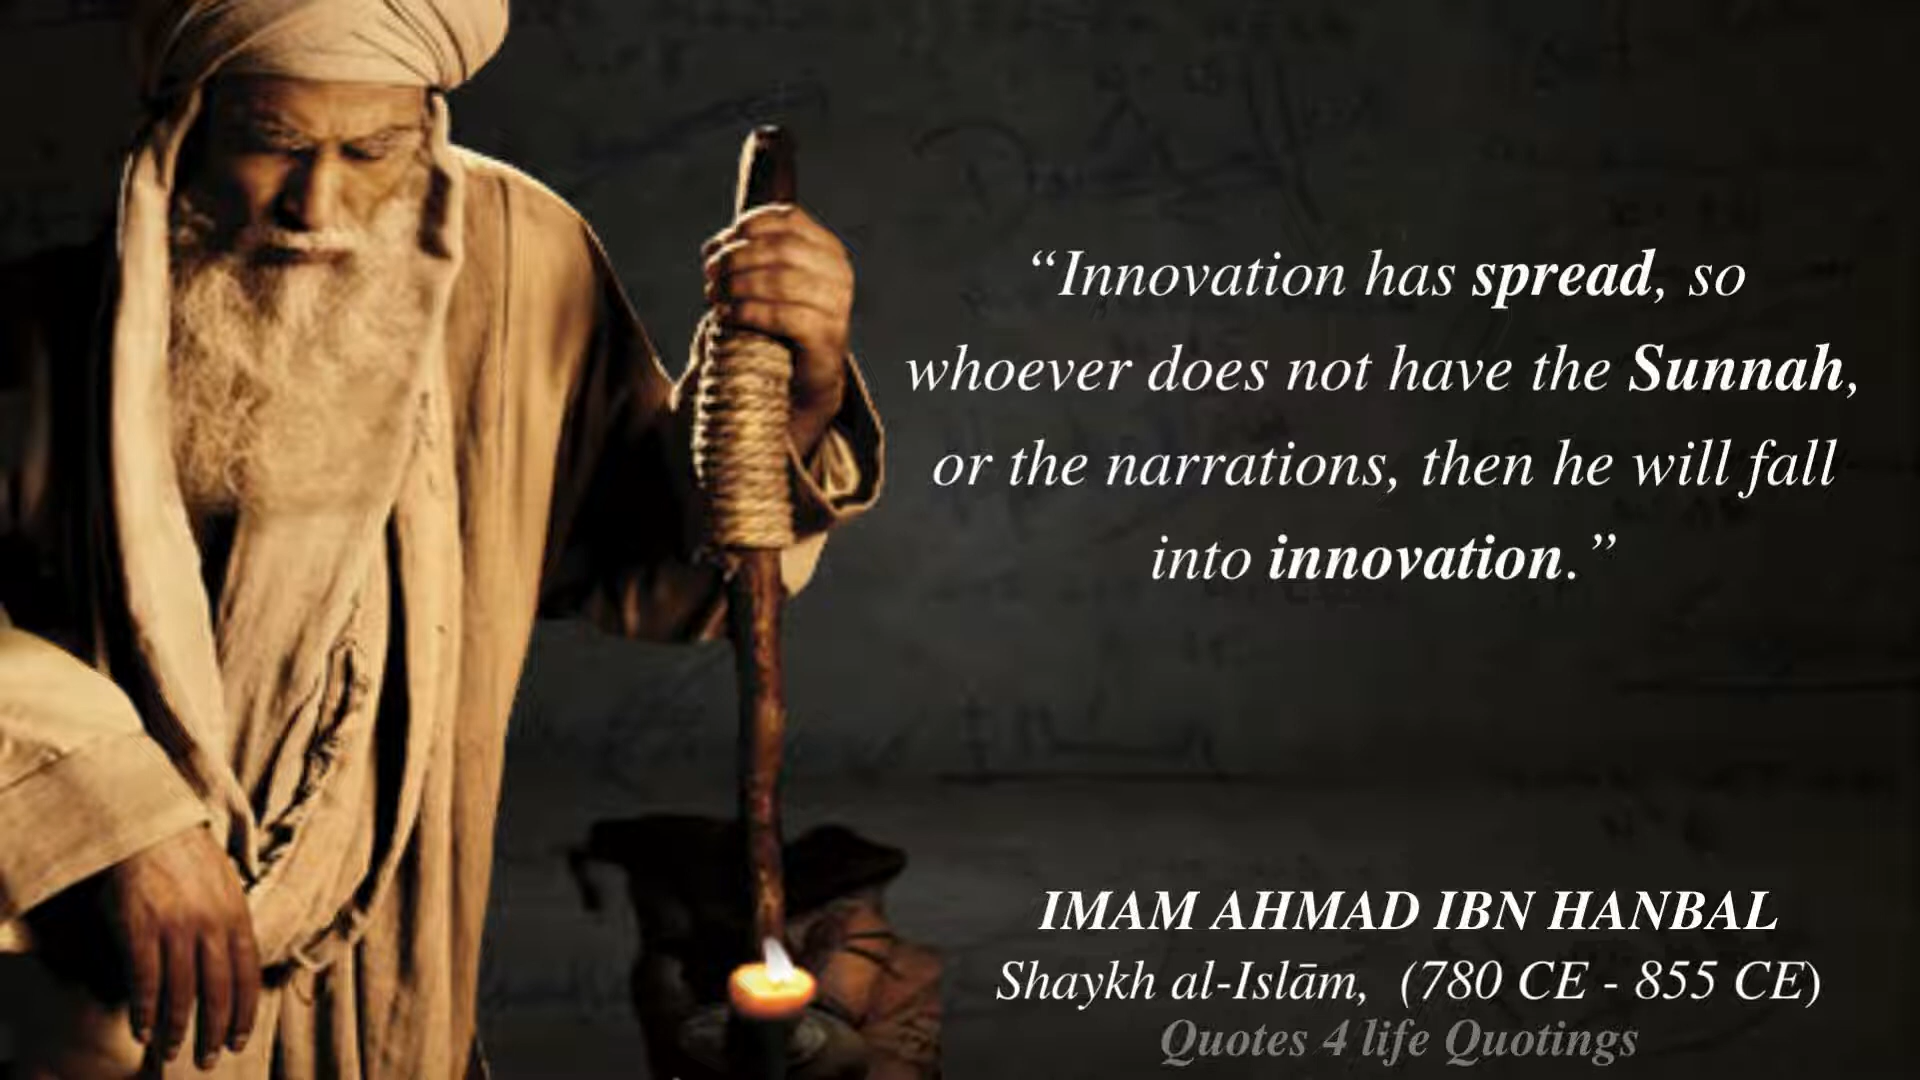 “Innovation has spread, so
whoever does not have the Sunnah,
or the narrations, then he will fall
into innovation.”
IMAM AHMAD IBN HANBAL
Shaykh al-Islām, (780 CE - 855 CE)
Quotes 4 life Quotings